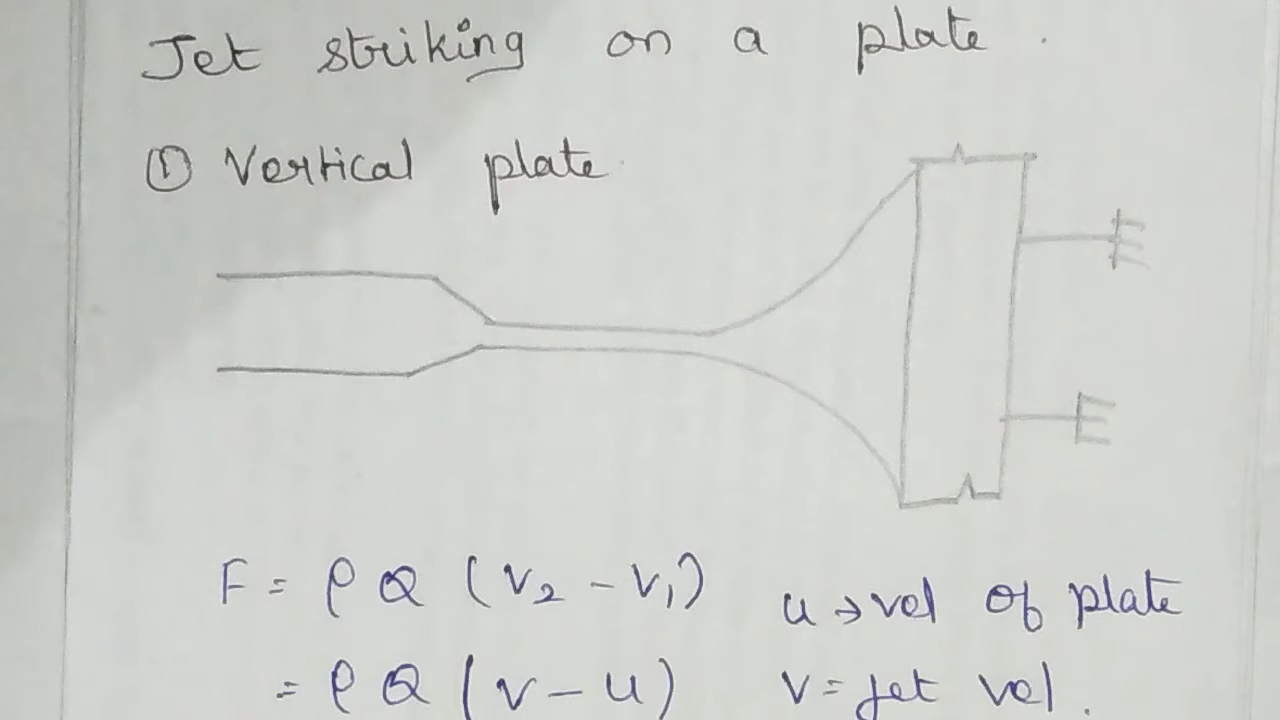 Jet striking on a plate.
① Vertical plate
F = ρ Q (V₂ - V₁) u → vel of plate
= ρ Q (V - u) V = Jet vel.